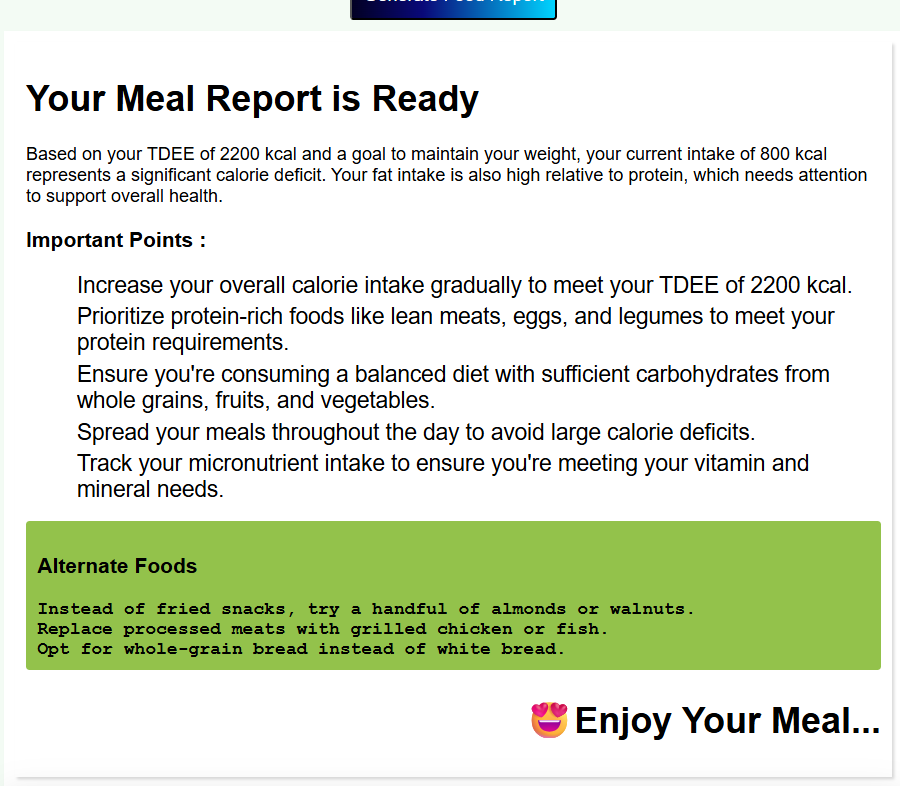 Generate Food Report
Your Meal Report is Ready
Based on your TDEE of 2200 kcal and a goal to maintain your weight, your current intake of 800 kcal
represents a significant calorie deficit. Your fat intake is also high relative to protein, which needs attention
to support overall health.
Important Points :
Increase your overall calorie intake gradually to meet your TDEE of 2200 kcal.
Prioritize protein-rich foods like lean meats, eggs, and legumes to meet your
protein requirements.
Ensure you're consuming a balanced diet with sufficient carbohydrates from
whole grains, fruits, and vegetables.
Spread your meals throughout the day to avoid large calorie deficits.
Track your micronutrient intake to ensure you're meeting your vitamin and
mineral needs.
Alternate Foods
Instead of fried snacks, try a handful of almonds or walnuts.
Replace processed meats with grilled chicken or fish.
Opt for whole-grain bread instead of white bread.
😍Enjoy Your Meal...